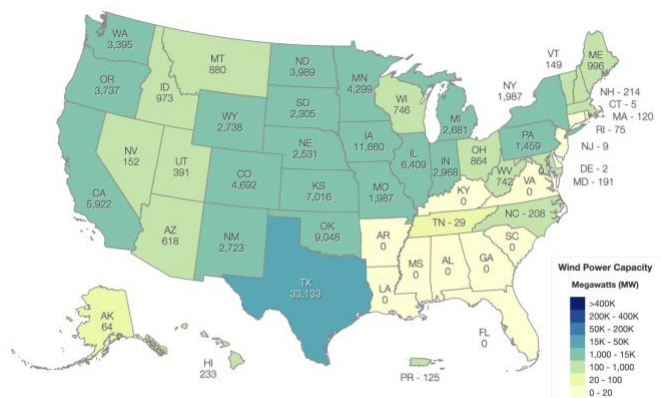 WA
3,395
OR
3,737
CA
5,922
NV
152
ID
973
MT
880
WY
2,738
UT
391
AZ
618
CO
4,692
NM
2,723
ND
3,989
SD
2,305
NE
2,531
KS
7,016
OK
9,048
TX
33,133
MN
4,299
IA
11,660
MO
1,987
AR
0
LA
0
WI
746
IL
6,409
MI
2,681
IN
2,968
OH
864
KY
0
TN - 29
MS
0
AL
0
GA
0
FL
0
SC
0
NC - 208
VA
0
WV
742
PA
1,459
NY
1,987
VT
149
ME
996
NH - 214
CT - 5
MA - 120
RI - 75
NJ - 9
DE - 2
MD - 191
0
AK
64
HI
233
PR - 125
Wind Power Capacity
Megawatts (MW)
>400K
200K - 400K
50K - 200K
15K - 50K
1,000 - 15K
100 - 1,000
20 - 100
0 - 20